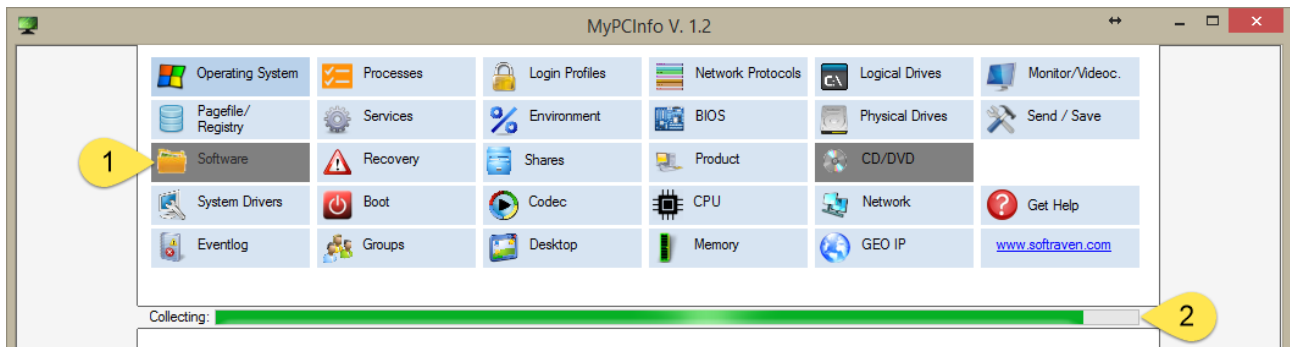 MyPCInfo V. 1.2
Operating System
Processes
Login Profiles
Network Protocols
Logical Drives
Monitor/Videoc.
Pagefile/
Registry
Services
Environment
BIOS
Physical Drives
Send / Save
1
Software
Recovery
Shares
Product
CD/DVD
System Drivers
Boot
Codec
CPU
Network
Get Help
Eventlog
Groups
Desktop
Memory
GEO IP
www.softraven.com
Collecting:
2